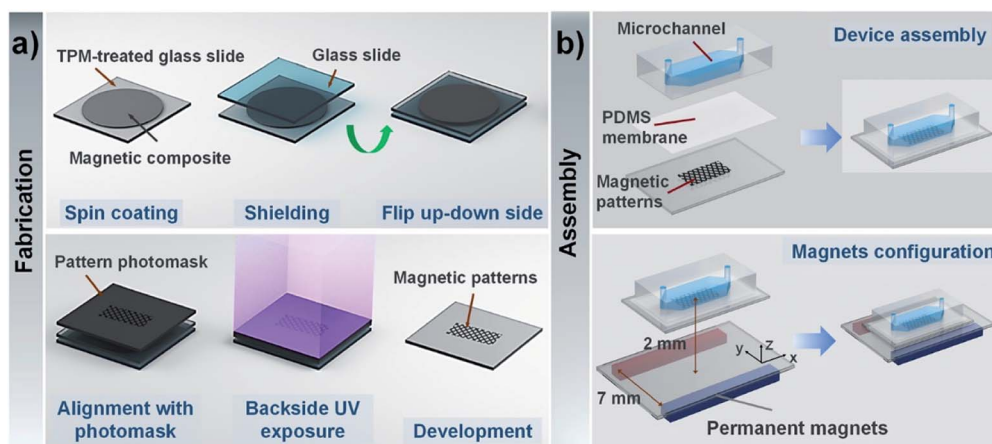 a)
Fabrication
TPM-treated glass slide
Glass slide
Magnetic composite
Spin coating
Shielding
Flip up-down side
Pattern photomask
Magnetic patterns
Alignment with
photomask
Backside UV
exposure
Development
b)
Assembly
Microchannel
Device assembly
PDMS
membrane
Magnetic
patterns
Magnets configuration
2 mm
y
z
x
7 mm
Permanent magnets